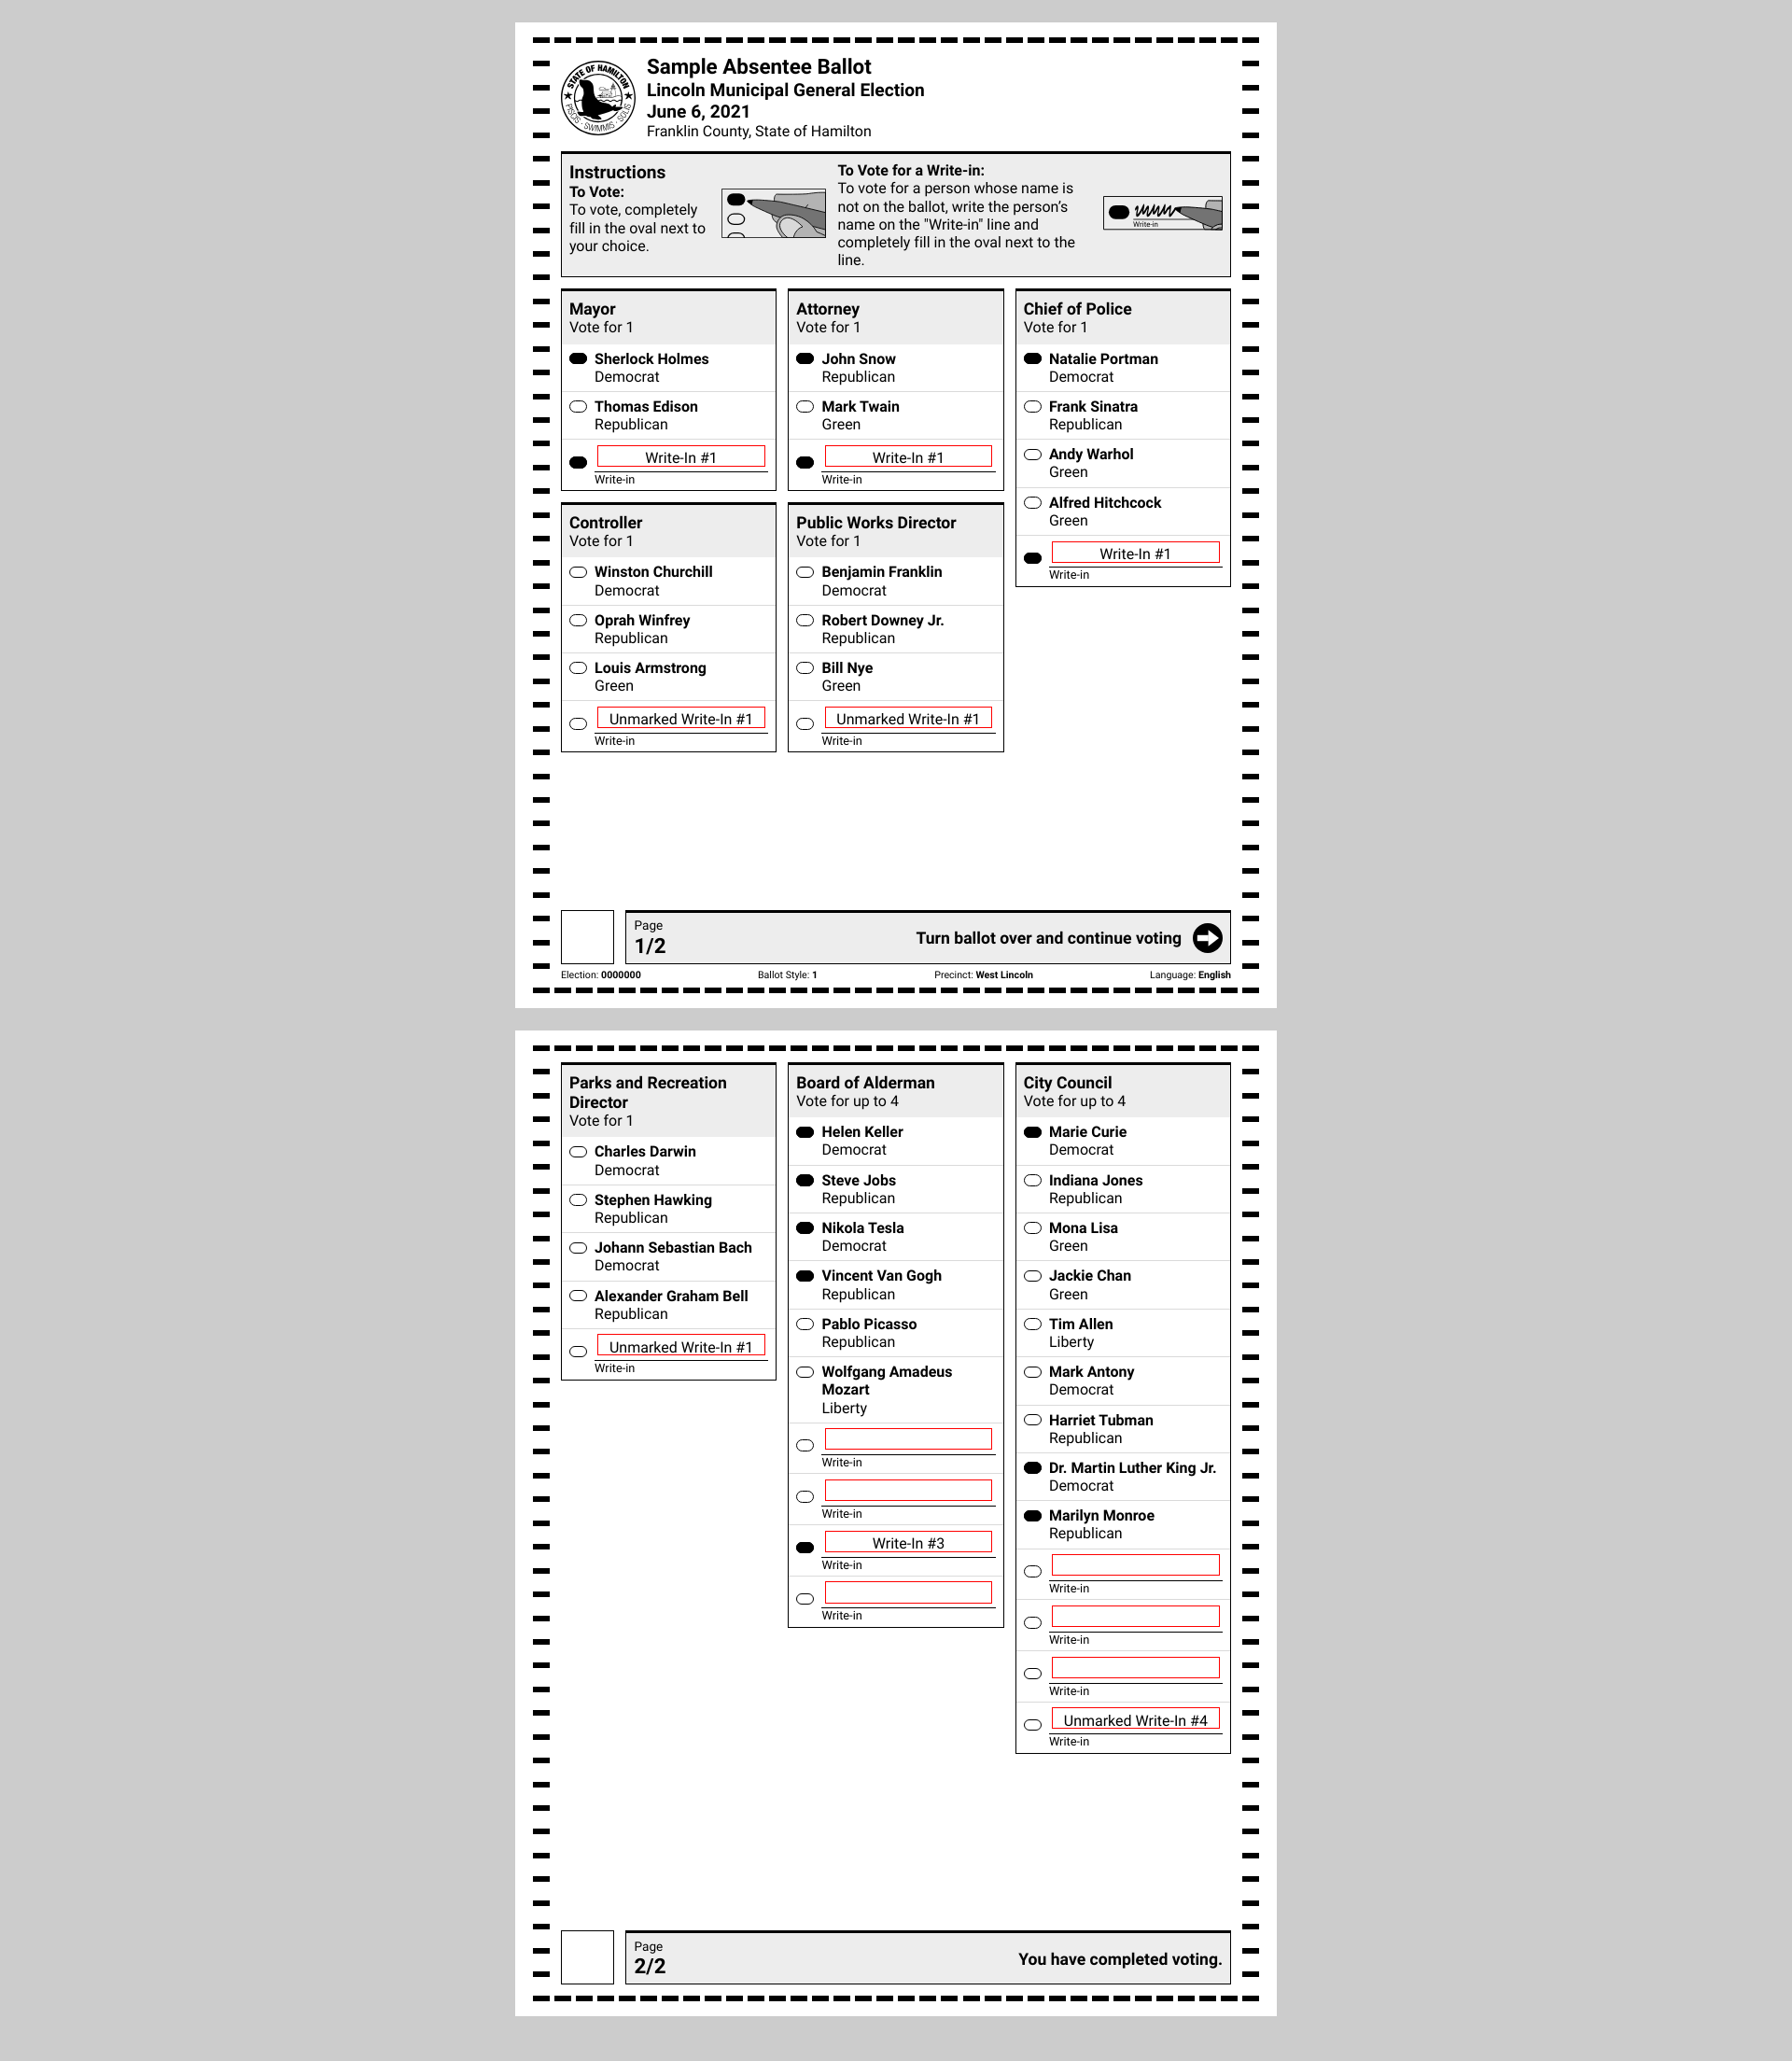 STATE OF HAMILTON
PISCIS · SWIMMIS · SOLIS
Sample Absentee Ballot
Lincoln Municipal General Election
June 6, 2021
Franklin County, State of Hamilton
Instructions
To Vote:
To vote, completely
fill in the oval next to
your choice.
To Vote for a Write-in:
To vote for a person whose name is
not on the ballot, write the person's
name on the "Write-in" line and
completely fill in the oval next to the
line.
Write-in
Mayor
Vote for 1
Sherlock Holmes
Democrat
Thomas Edison
Republican
Write-In #1
Write-in
Controller
Vote for 1
Winston Churchill
Democrat
Oprah Winfrey
Republican
Louis Armstrong
Green
Unmarked Write-In #1
Write-in
Attorney
Vote for 1
John Snow
Republican
Mark Twain
Green
Write-In #1
Write-in
Public Works Director
Vote for 1
Benjamin Franklin
Democrat
Robert Downey Jr.
Republican
Bill Nye
Green
Unmarked Write-In #1
Write-in
Chief of Police
Vote for 1
Natalie Portman
Democrat
Frank Sinatra
Republican
Andy Warhol
Green
Alfred Hitchcock
Green
Write-In #1
Write-in
Page
1/2
Turn ballot over and continue voting
Election: 0000000
Ballot Style: 1
Precinct: West Lincoln
Language: English
Parks and Recreation
Director
Vote for 1
Charles Darwin
Democrat
Stephen Hawking
Republican
Johann Sebastian Bach
Democrat
Alexander Graham Bell
Republican
Unmarked Write-In #1
Write-in
Board of Alderman
Vote for up to 4
Helen Keller
Democrat
Steve Jobs
Republican
Nikola Tesla
Democrat
Vincent Van Gogh
Republican
Pablo Picasso
Republican
Wolfgang Amadeus
Mozart
Liberty
Write-in
Write-in
Write-In #3
Write-in
Write-in
City Council
Vote for up to 4
Marie Curie
Democrat
Indiana Jones
Republican
Mona Lisa
Green
Jackie Chan
Green
Tim Allen
Liberty
Mark Antony
Democrat
Harriet Tubman
Republican
Dr. Martin Luther King Jr.
Democrat
Marilyn Monroe
Republican
Write-in
Write-in
Write-in
Unmarked Write-In #4
Write-in
Page
2/2
You have completed voting.